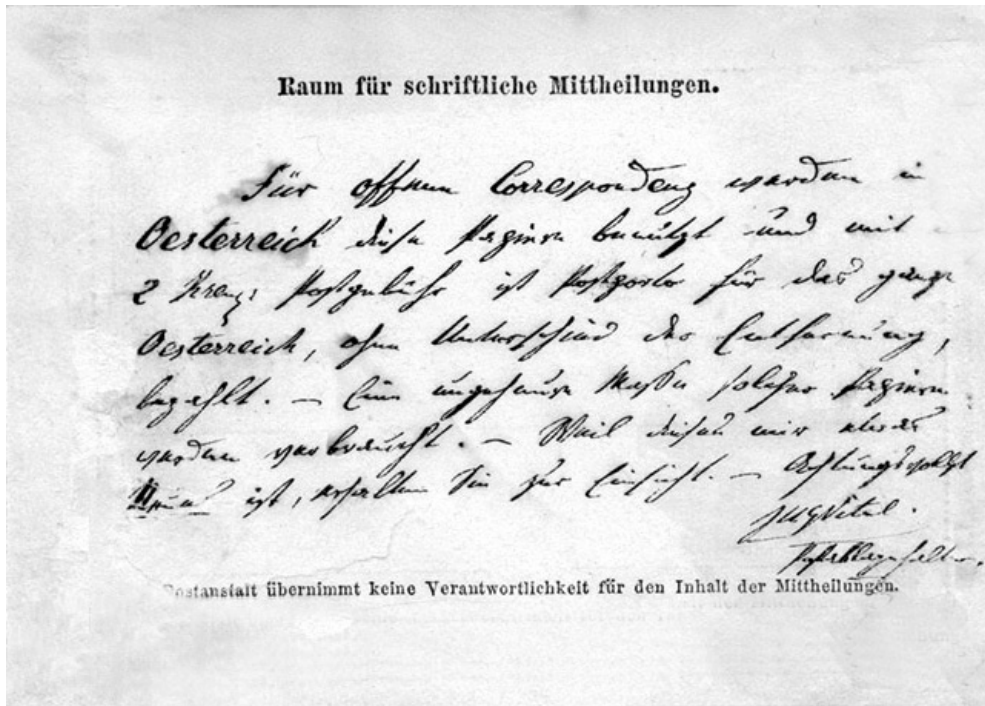 Raum für schriftliche Mittheilungen.
Für offene Correspondenz werden in
Oesterreich diese Papiere benützt und mit
2 Kreuz: Postgebühr ist Postporto für das ganze
Oesterreich, ohne Unterschied der Entfernung,
bezahlt. – Eine ungeheure Masse solcher Papiere
werden verbraucht. – Weil dieses mir etwas
Neues ist, erhalten Sie zur Einsicht. – Achtungsvollst
Vital.
Postablagehalter.
Postanstalt übernimmt keine Verantwortlichkeit für den Inhalt der Mittheilungen.